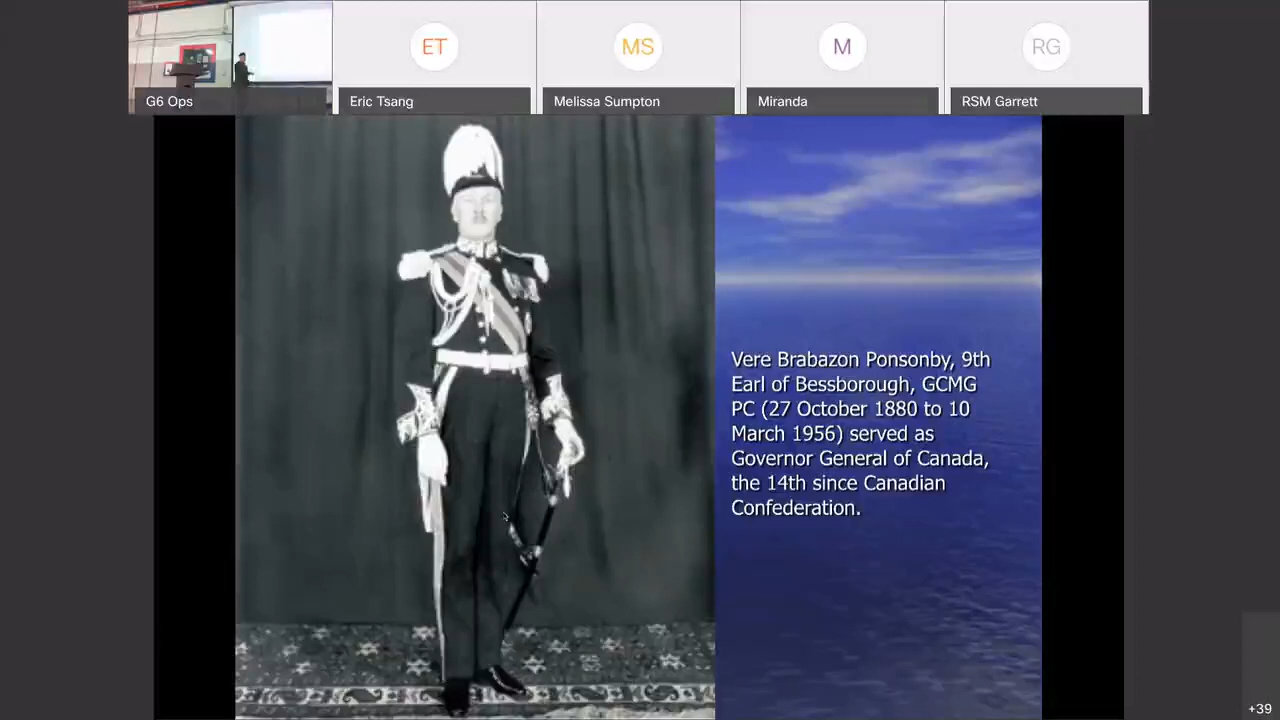 ET
MS
M
RG
G6 Ops
Eric Tsang
Melissa Sumpton
Miranda
RSM Garrett
Vere Brabazon Ponsonby, 9th
Earl of Bessborough, GCMG
PC (27 October 1880 to 10
March 1956) served as
Governor General of Canada,
the 14th since Canadian
Confederation.
+39